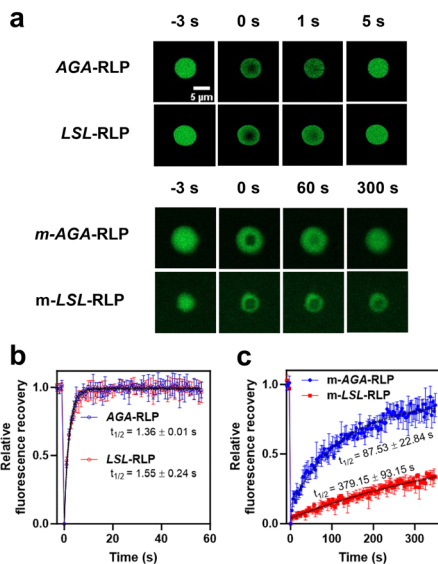 a
-3 s 0 s 1 s 5 s
AGA-RLP
5 µm
LSL-RLP
-3 s 0 s 60 s 300 s
m-AGA-RLP
m-LSL-RLP
b
Relative
fluorescence recovery
1.0
0.5
0.0
AGA-RLP
t1/2 = 1.36 ± 0.01 s
LSL-RLP
t1/2 = 1.55 ± 0.24 s
0 20 40 60
Time (s)
c
Relative
fluorescence recovery
1.0
0.5
0.0
m-AGA-RLP
m-LSL-RLP
t1/2 = 87.53 ± 22.84 s
t1/2 = 379.15 ± 93.15 s
0 100 200 300
Time (s)